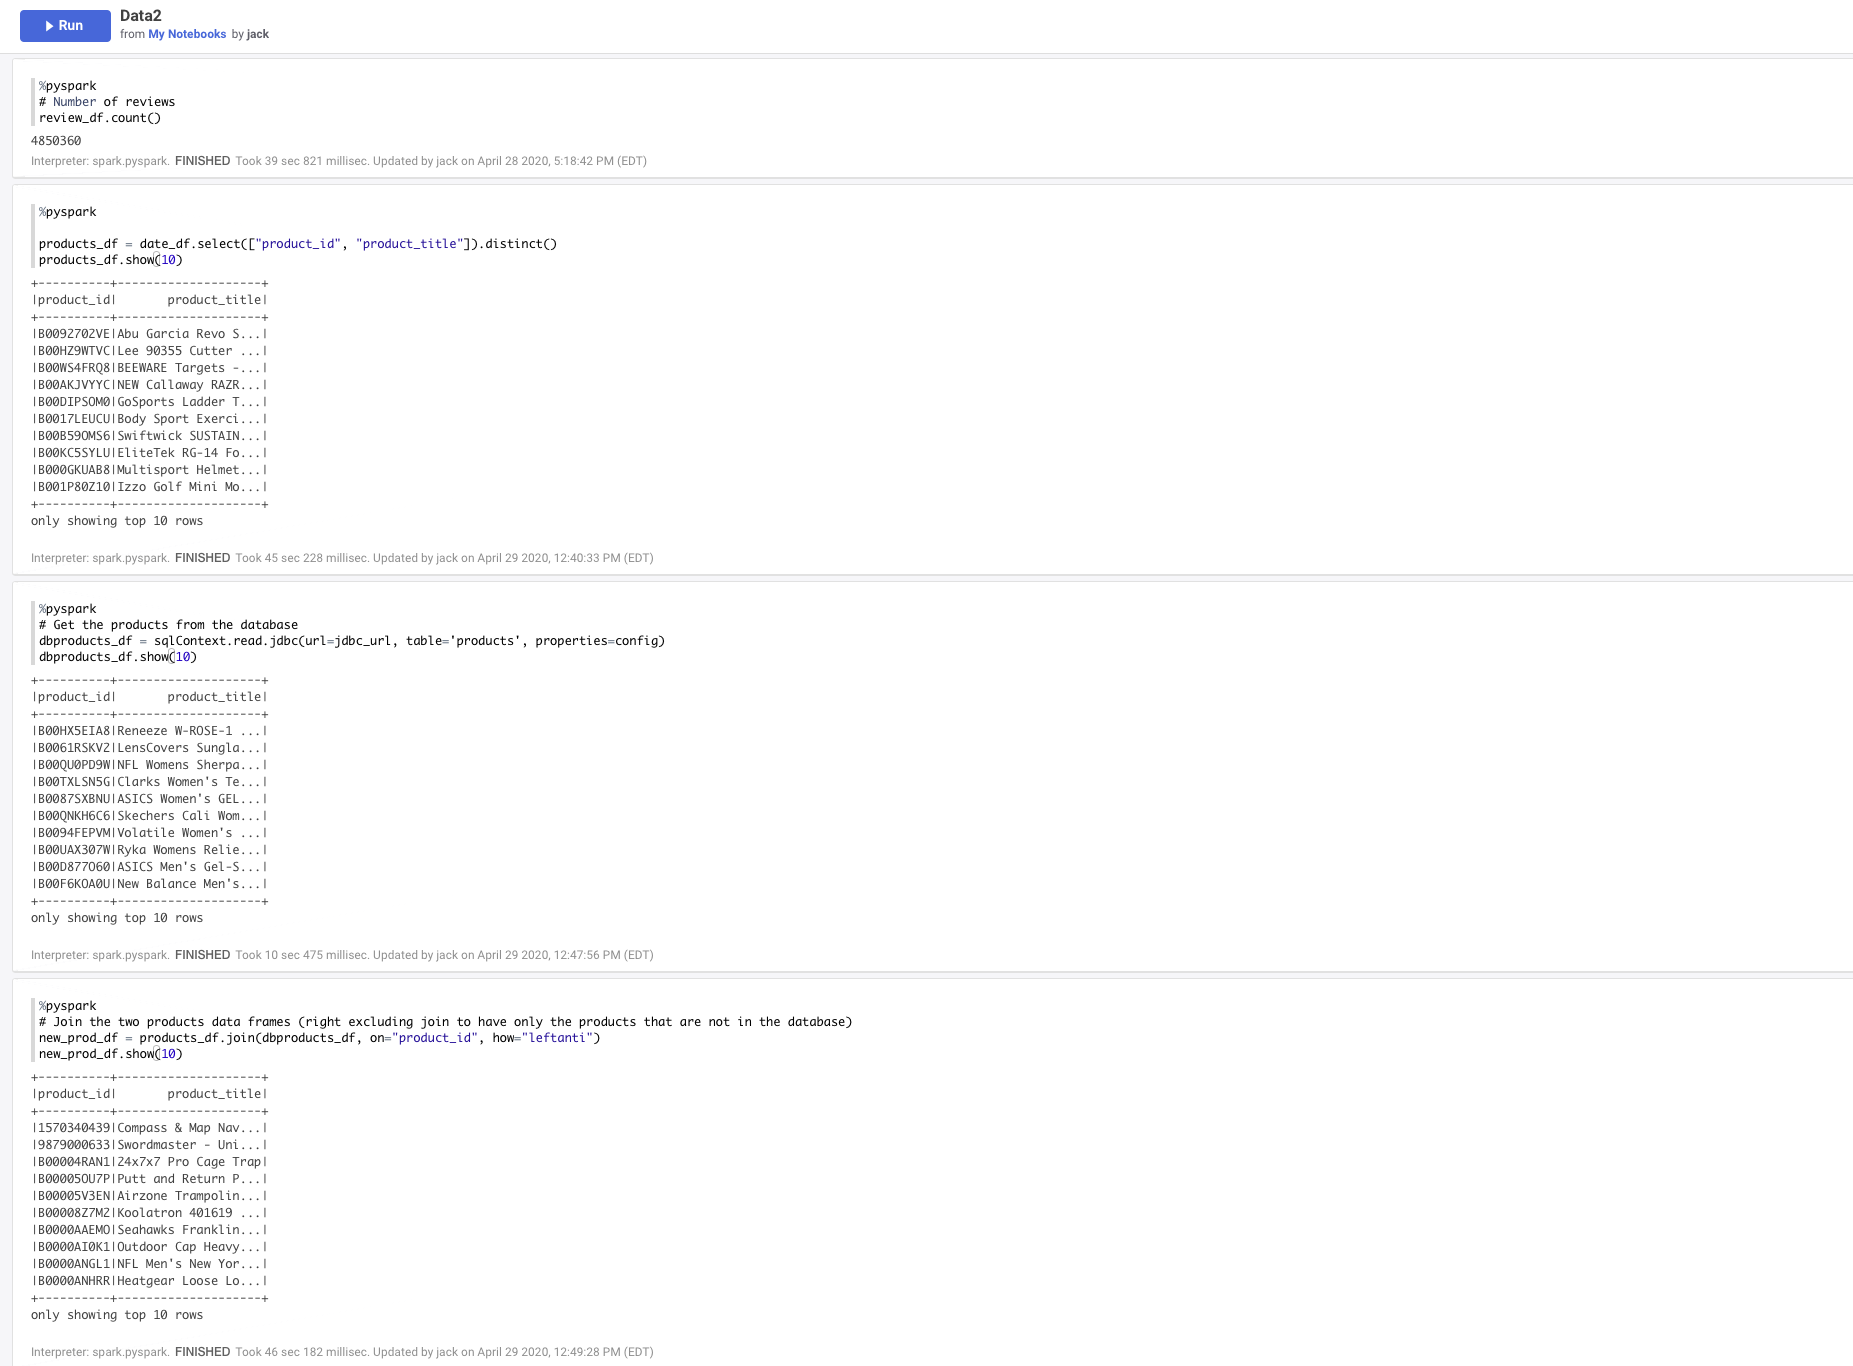 Run
Data2
from My Notebooks by jack
%pyspark
# Number of reviews
review_df.count()
4850360
Interpreter: spark.pyspark. FINISHED Took 39 sec 821 millisec. Updated by jack on April 28 2020, 5:18:42 PM (EDT)
%pyspark
products_df = date_df.select(["product_id", "product_title"]).distinct()
products_df.show(10)
+----------+--------------------+
|product_id|       product_title|
+----------+--------------------+
|B0092702VE|Abu Garcia Revo S...|
|B00HZ9WTVC|Lee 90355 Cutter ...|
|B00WS4FRQ8|BEEWARE Targets -...|
|B00AKJVYYC|NEW Callaway RAZR...|
|B00DIPSOM0|GoSports Ladder T...|
|B0017LEUCU|Body Sport Exerci...|
|B00B59OMS6|Swiftwick SUSTAIN...|
|B00KC5SYLU|EliteTek RG-14 Fo...|
|B000GKUAB8|Multisport Helmet...|
|B001P80Z10|Izzo Golf Mini Mo...|
+----------+--------------------+
only showing top 10 rows
Interpreter: spark.pyspark. FINISHED Took 45 sec 228 millisec. Updated by jack on April 29 2020, 12:40:33 PM (EDT)
%pyspark
# Get the products from the database
dbproducts_df = sqlContext.read.jdbc(url=jdbc_url, table='products', properties=config)
dbproducts_df.show(10)
+----------+--------------------+
|product_id|       product_title|
+----------+--------------------+
|B00HX5EIA8|Reneeze W-ROSE-1 ...|
|B0061RSKV2|LensCovers Sungla...|
|B00QU0PD9W|NFL Womens Sherpa...|
|B00TXLSN5G|Clarks Women's Te...|
|B0087SXBNU|ASICS Women's GEL...|
|B00QNKH6C6|Skechers Cali Wom...|
|B0094FEPVM|Volatile Women's ...|
|B00UAX307W|Ryka Womens Relie...|
|B00D877O60|ASICS Men's Gel-S...|
|B00F6KOA0U|New Balance Men's...|
+----------+--------------------+
only showing top 10 rows
Interpreter: spark.pyspark. FINISHED Took 10 sec 475 millisec. Updated by jack on April 29 2020, 12:47:56 PM (EDT)
%pyspark
# Join the two products data frames (right excluding join to have only the products that are not in the database)
new_prod_df = products_df.join(dbproducts_df, on="product_id", how="leftanti")
new_prod_df.show(10)
+----------+--------------------+
|product_id|       product_title|
+----------+--------------------+
|1570340439|Compass & Map Nav...|
|9879000633|Swordmaster - Uni...|
|B00004RAN1|24x7x7 Pro Cage Trap|
|B00005OU7P|Putt and Return P...|
|B00005V3EN|Airzone Trampolin...|
|B00008Z7M2|Koolatron 401619 ...|
|B0000AAEMO|Seahawks Franklin...|
|B0000AI0K1|Outdoor Cap Heavy...|
|B0000ANGL1|NFL Men's New Yor...|
|B0000ANHRR|Heatgear Loose Lo...|
+----------+--------------------+
only showing top 10 rows
Interpreter: spark.pyspark. FINISHED Took 46 sec 182 millisec. Updated by jack on April 29 2020, 12:49:28 PM (EDT)